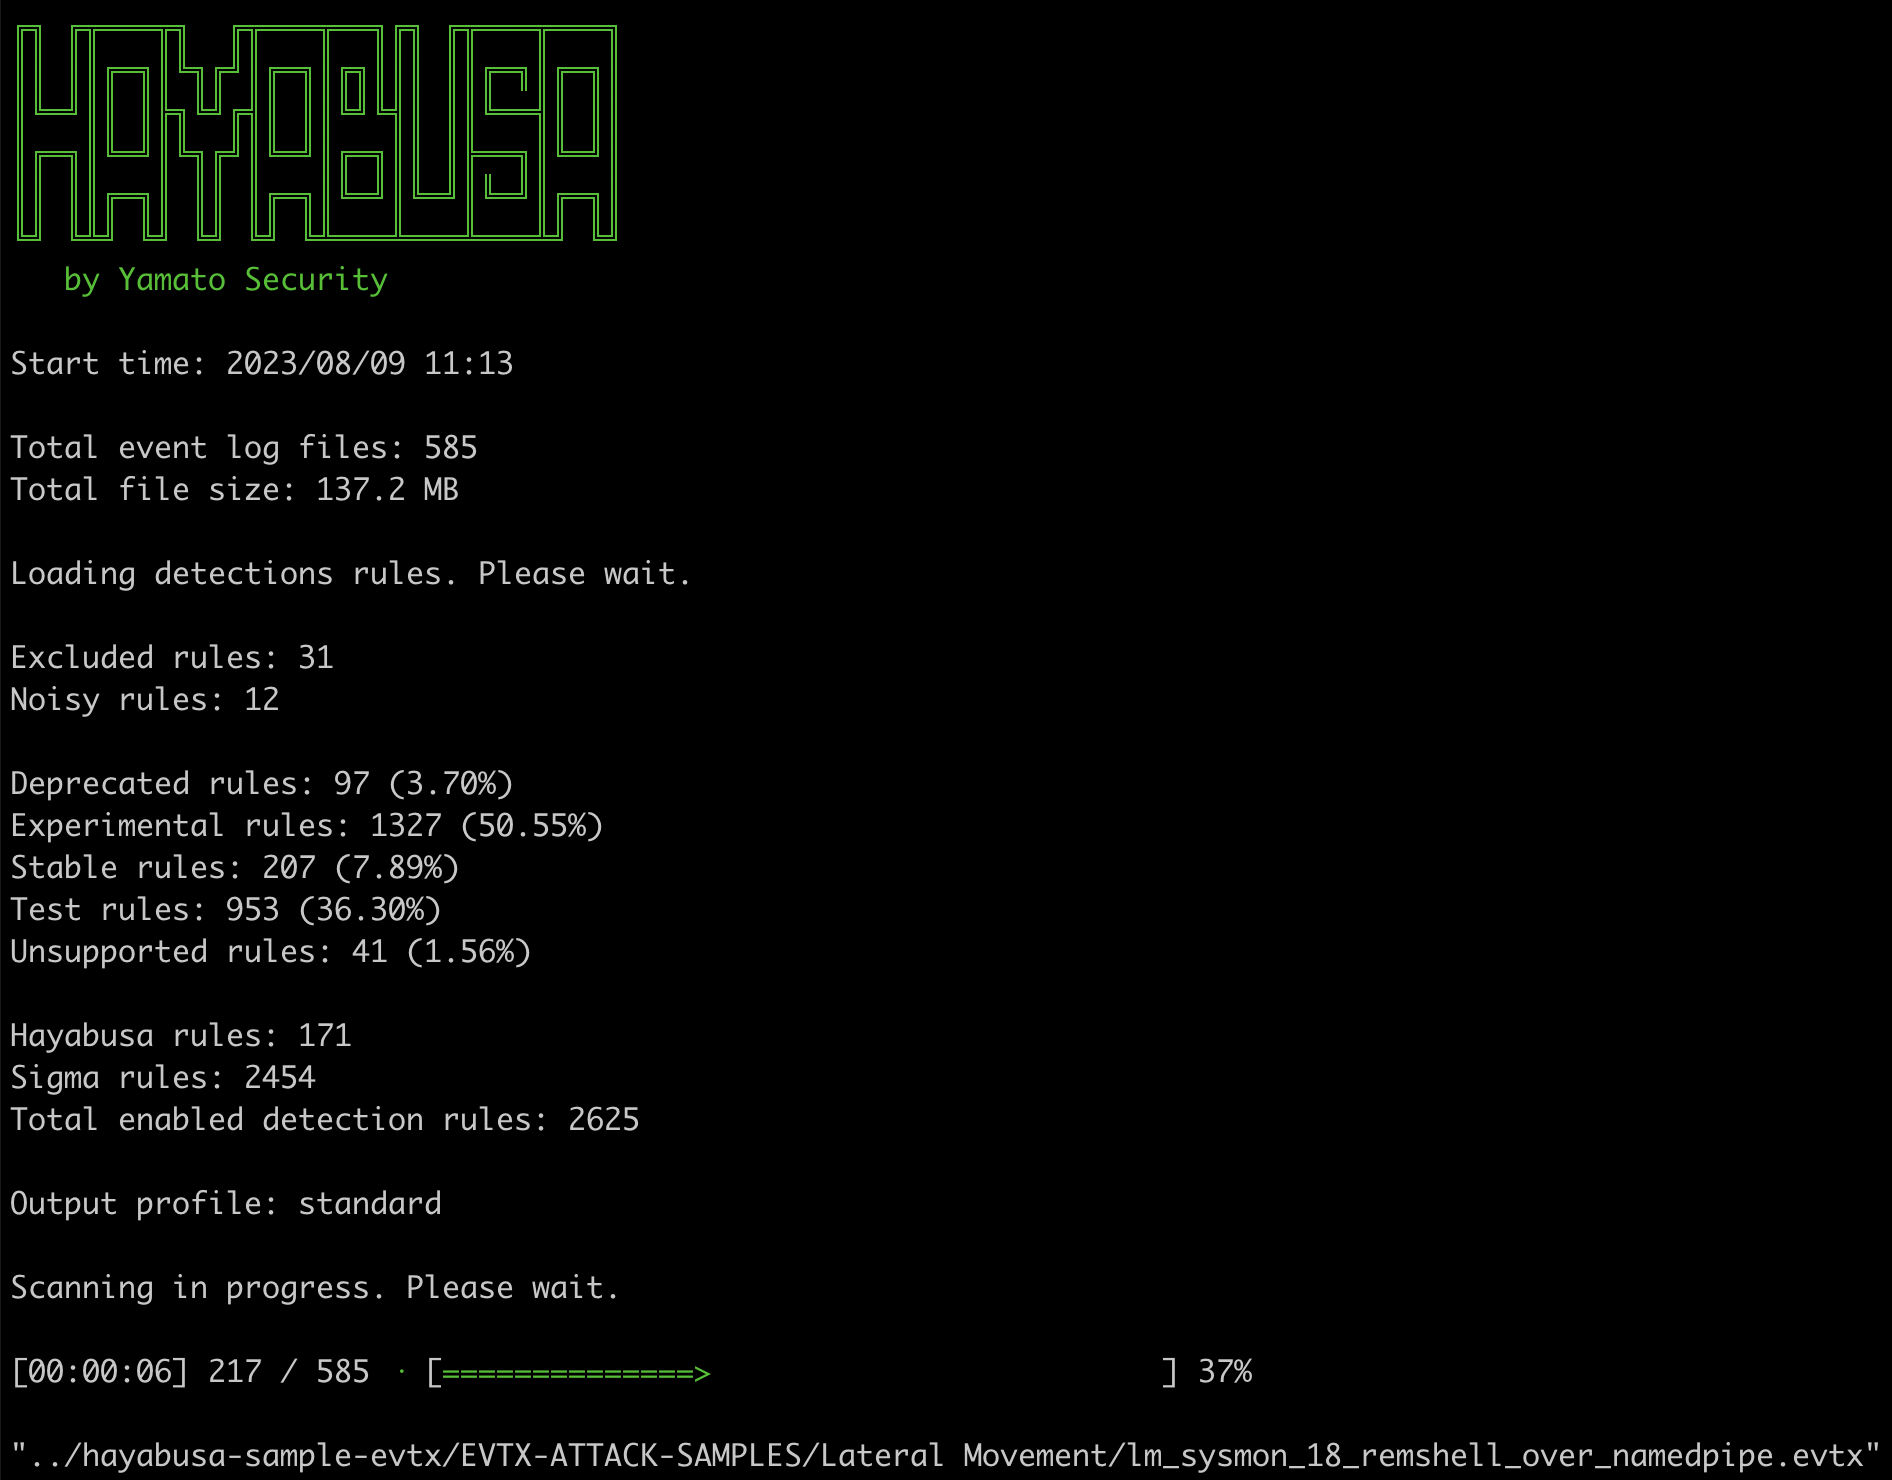 HAYABUSA
by Yamato Security
Start time: 2023/08/09 11:13
Total event log files: 585
Total file size: 137.2 MB
Loading detections rules. Please wait.
Excluded rules: 31
Noisy rules: 12
Deprecated rules: 97 (3.70%)
Experimental rules: 1327 (50.55%)
Stable rules: 207 (7.89%)
Test rules: 953 (36.30%)
Unsupported rules: 41 (1.56%)
Hayabusa rules: 171
Sigma rules: 2454
Total enabled detection rules: 2625
Output profile: standard
Scanning in progress. Please wait.
[00:00:06] 217 / 585 · [==============>                         ] 37%
"../hayabusa-sample-evtx/EVTX-ATTACK-SAMPLES/Lateral Movement/lm_sysmon_18_remshell_over_namedpipe.evtx"